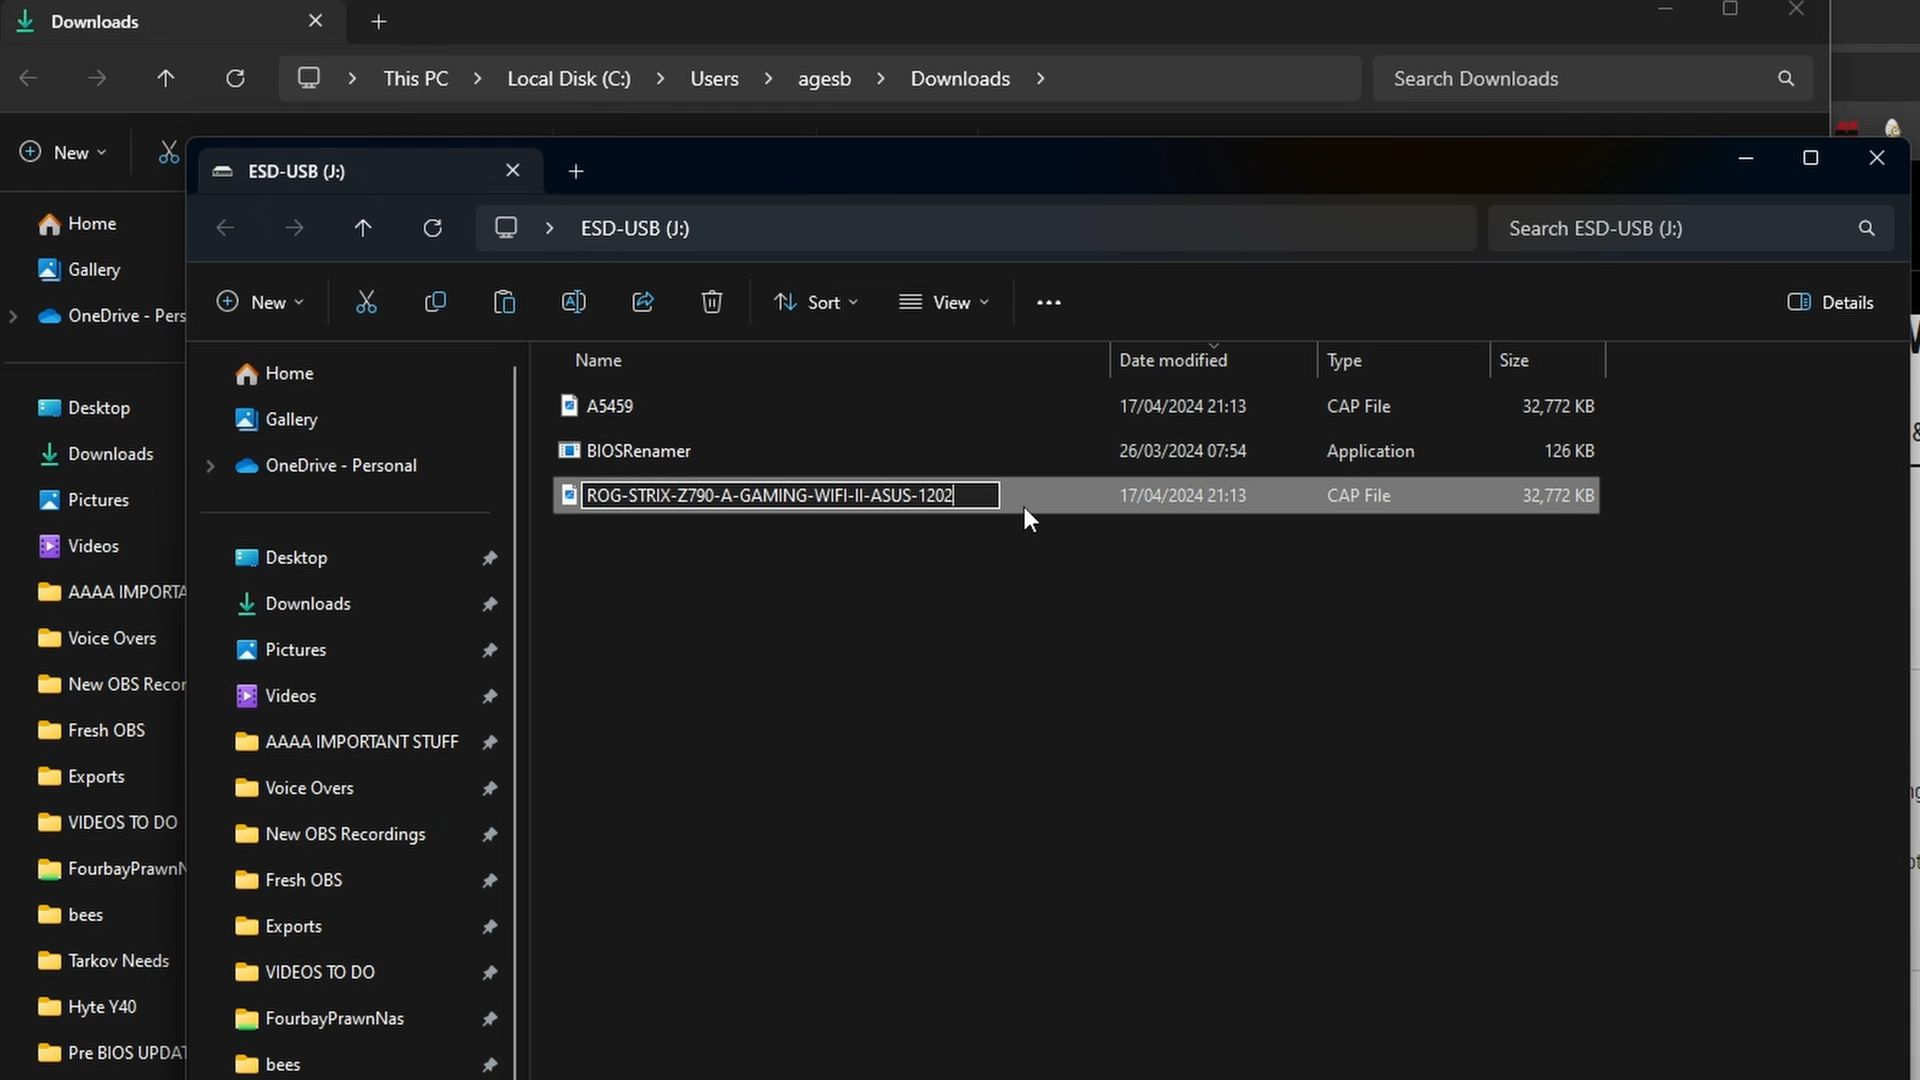 Downloads
This PC > Local Disk (C:) > Users > agesb > Downloads >
Search Downloads
New
ESD-USB (J:)
ESD-USB (J:)
Search ESD-USB (J:)
New
Sort
View
Details
Home
Gallery
OneDrive - Pers
Desktop
Downloads
Pictures
Videos
AAAA IMPORTA
Voice Overs
New OBS Recor
Fresh OBS
Exports
VIDEOS TO DO
FourbayPrawnN
bees
Tarkov Needs
Hyte Y40
Pre BIOS UPDAT
Home
Gallery
OneDrive - Personal
Desktop
Downloads
Pictures
Videos
AAAA IMPORTANT STUFF
Voice Overs
New OBS Recordings
Fresh OBS
Exports
VIDEOS TO DO
FourbayPrawnNas
bees
Name Date modified Type Size
A5459 17/04/2024 21:13 CAP File 32,772 KB
BIOSRenamer 26/03/2024 07:54 Application 126 KB
ROG-STRIX-Z790-A-GAMING-WIFI-II-ASUS-1202 17/04/2024 21:13 CAP File 32,772 KB